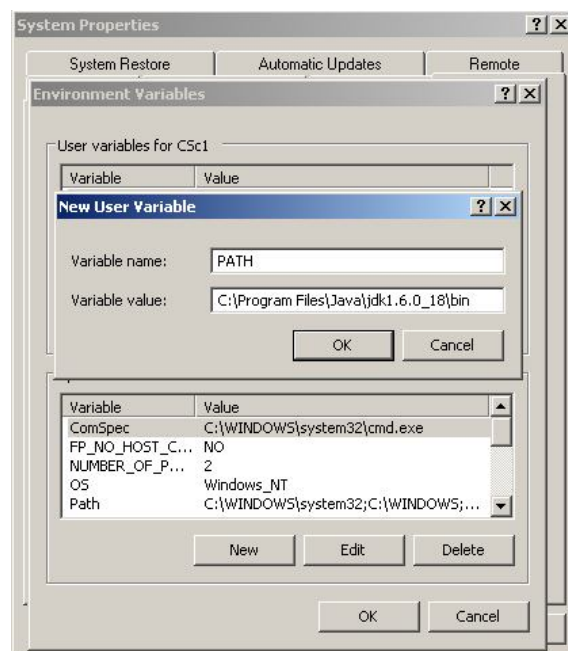 System Properties
System Restore Automatic Updates Remote
Environment Variables
User variables for CSc1
Variable Value
New User Variable
Variable name: PATH
Variable value: C:\Program Files\Java\jdk1.6.0_18\bin
OK Cancel
Variable Value
ComSpec C:\WINDOWS\system32\cmd.exe
FP_NO_HOST_C... NO
NUMBER_OF_P... 2
OS Windows_NT
Path C:\WINDOWS\system32;C:\WINDOWS;...
New Edit Delete
OK Cancel